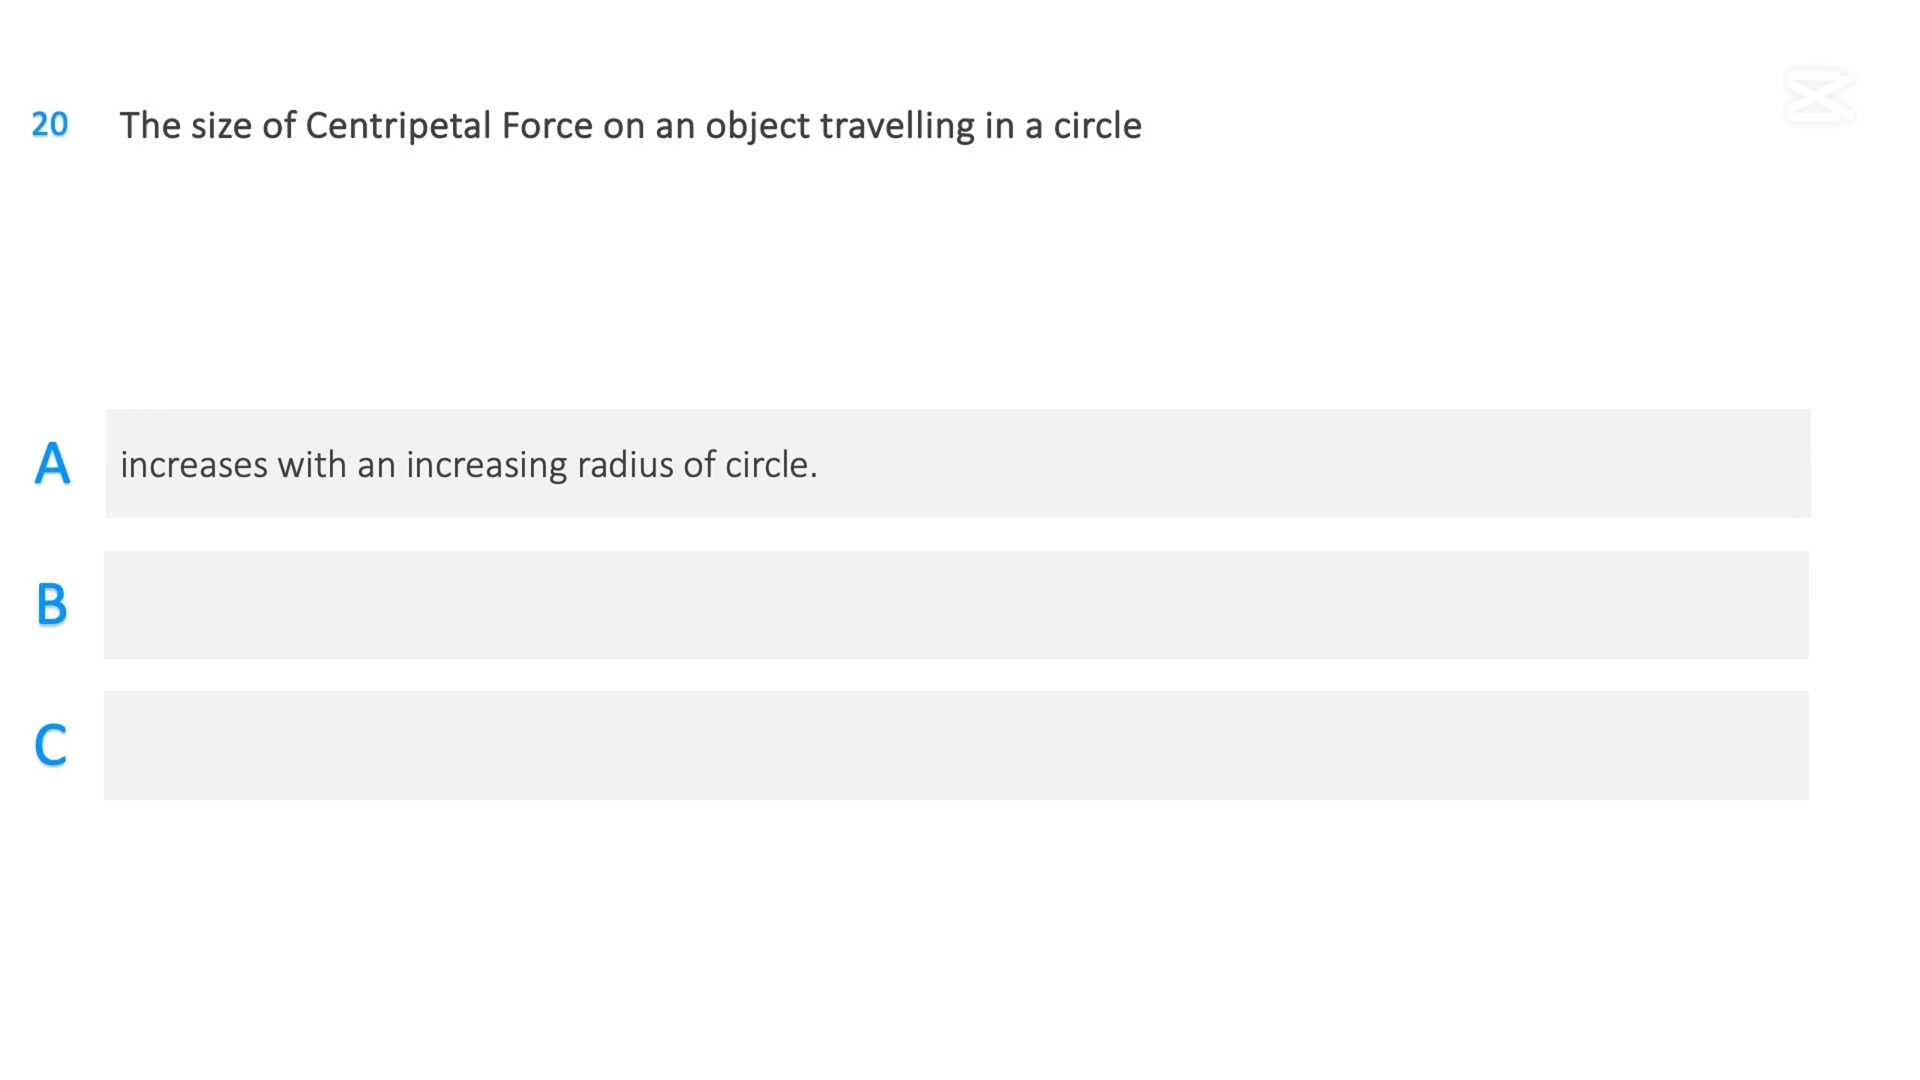 20 The size of Centripetal Force on an object travelling in a circle
A increases with an increasing radius of circle.
B
C